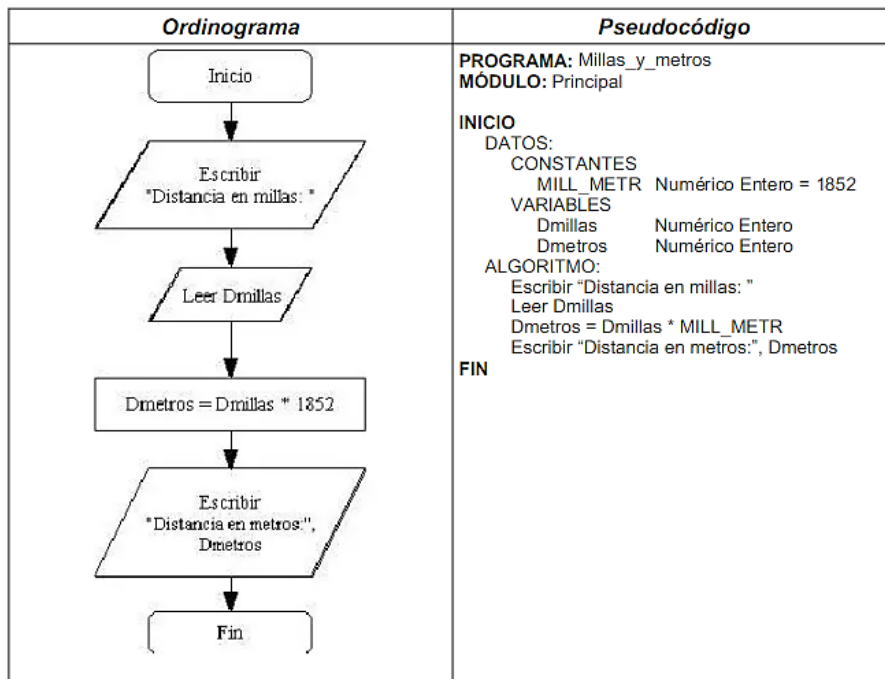 Ordinograma
Inicio
Escribir
"Distancia en millas: "
Leer Dmillas
Dmetros = Dmillas * 1852
Escribir
"Distancia en metros:",
Dmetros
Fin
Pseudocódigo
PROGRAMA: Millas_y_metros
MÓDULO: Principal
INICIO
DATOS:
CONSTANTES
MILL_METR Numérico Entero = 1852
VARIABLES
Dmillas Numérico Entero
Dmetros Numérico Entero
ALGORITMO:
Escribir “Distancia en millas: ”
Leer Dmillas
Dmetros = Dmillas * MILL_METR
Escribir “Distancia en metros:”, Dmetros
FIN